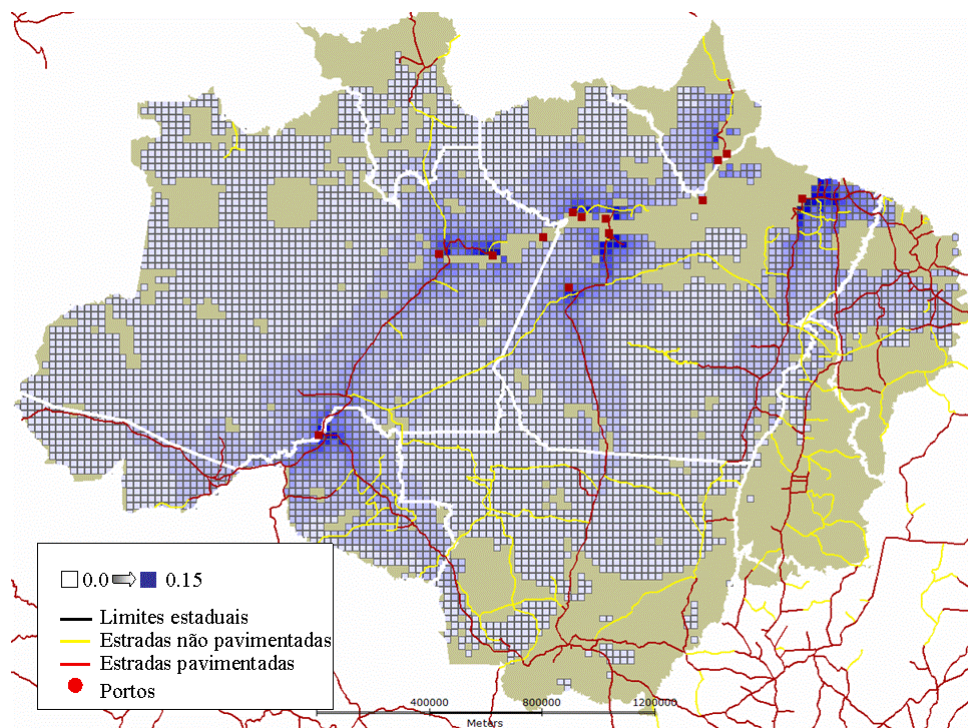 0.0 0.15
Limites estaduais
Estradas não pavimentadas
Estradas pavimentadas
Portos
400000 800000 1200000
Meters